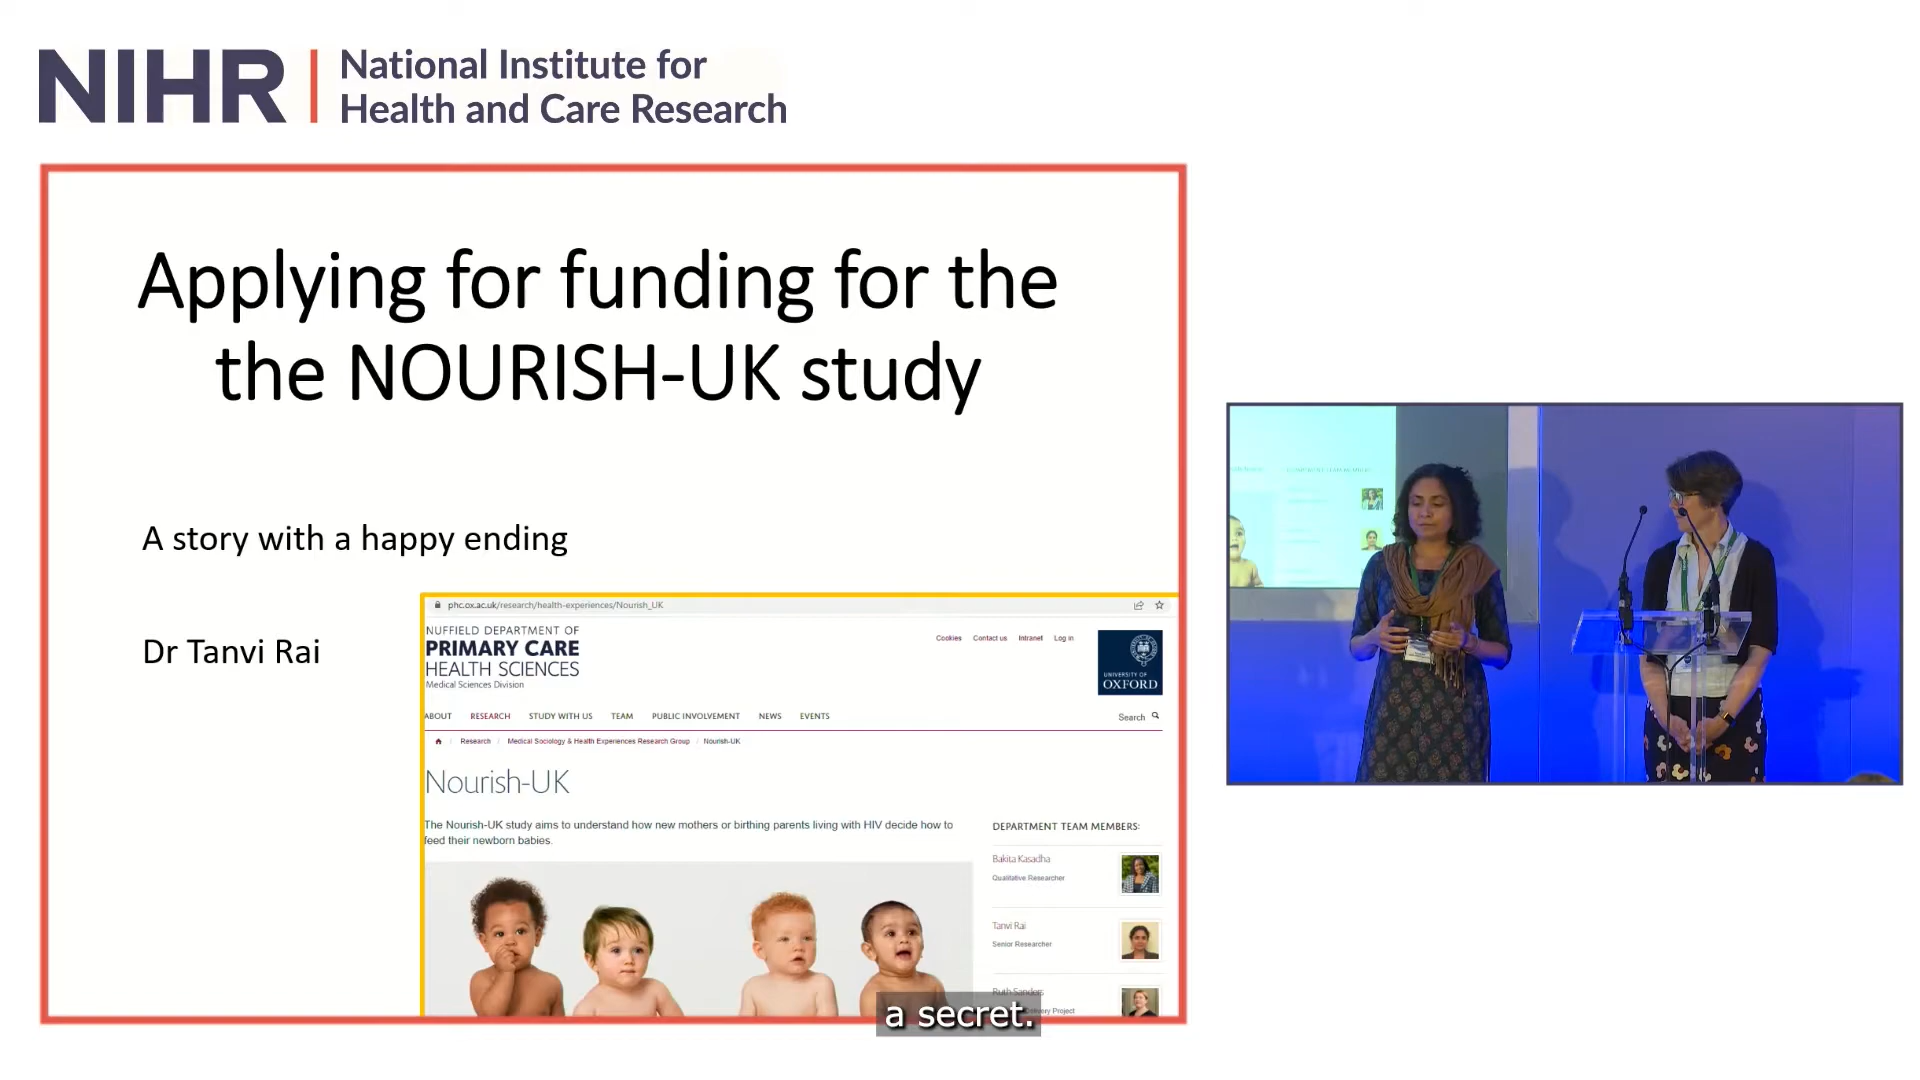 NIHR
National Institute for
Health and Care Research
Applying for funding for the
the NOURISH-UK study
A story with a happy ending
Dr Tanvi Rai
phc.ox.ac.uk/research/health-experiences/Nourish_UK
NUFFIELD DEPARTMENT OF
PRIMARY CARE
HEALTH SCIENCES
Medical Sciences Division
Cookies Contact us Intranet Log in
UNIVERSITY OF
OXFORD
ABOUT RESEARCH STUDY WITH US TEAM PUBLIC INVOLVEMENT NEWS EVENTS
Search
Research / Medical Sociology & Health Experiences Research Group / Nourish-UK
Nourish-UK
The Nourish-UK study aims to understand how new mothers or birthing parents living with HIV decide how to
feed their newborn babies.
DEPARTMENT TEAM MEMBERS:
Bakita Kasadha
Qualitative Researcher
Tanvi Rai
Senior Researcher
Ruth Sanders
Project
a secret.